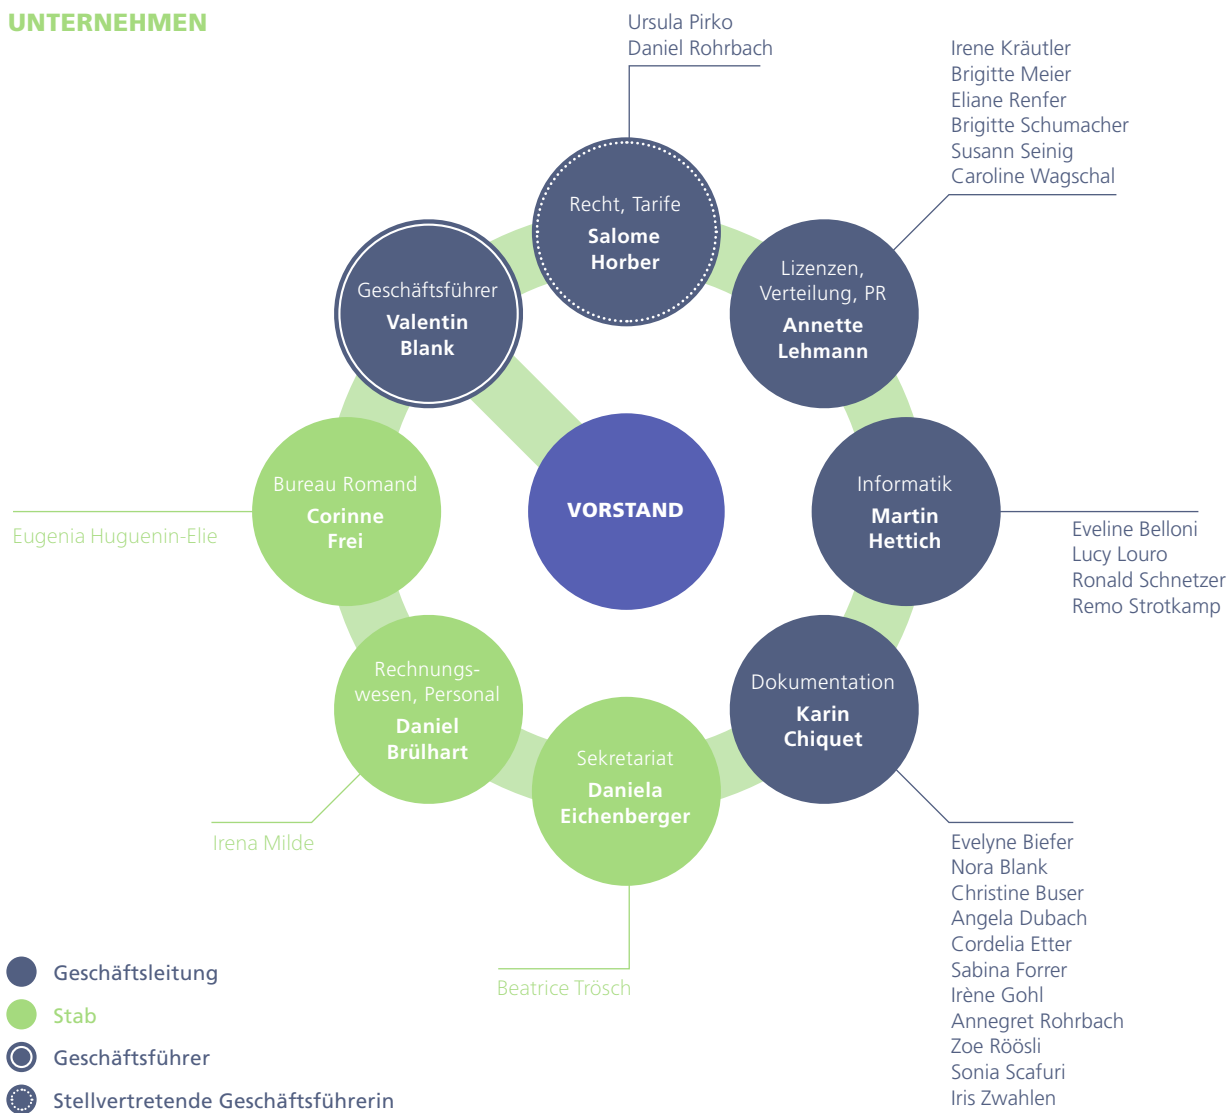 UNTERNEHMEN
Ursula Pirko
Daniel Rohrbach
Irene Kräutler
Brigitte Meier
Eliane Renfer
Brigitte Schumacher
Susann Seinig
Caroline Wagschal
Recht, Tarife
Salome
Horber
Geschäftsführer
Valentin
Blank
Lizenzen,
Verteilung, PR
Annette
Lehmann
Bureau Romand
Corinne
Frei
VORSTAND
Informatik
Martin
Hettich
Eugenia Huguenin-Elie
Eveline Belloni
Lucy Louro
Ronald Schnetzer
Remo Strotkamp
Rechnungs-
wesen, Personal
Daniel
Brülhart
Sekretariat
Daniela
Eichenberger
Dokumentation
Karin
Chiquet
Irena Milde
Beatrice Trösch
Evelyne Biefer
Nora Blank
Christine Buser
Angela Dubach
Cordelia Etter
Sabina Forrer
Irène Gohl
Annegret Rohrbach
Zoe Röösli
Sonia Scafuri
Iris Zwahlen
Geschäftsleitung
Stab
Geschäftsführer
Stellvertretende Geschäftsführerin